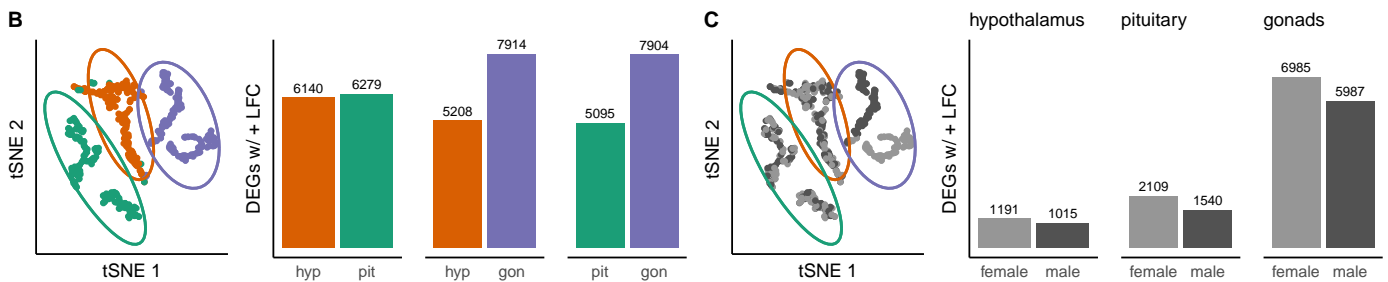 B
tSNE 2
tSNE 1
DEGs w/ + LFC
6140
6279
hyp
pit
5208
7914
hyp
gon
5095
7904
pit
gon
C
tSNE 2
tSNE 1
DEGs w/ + LFC
hypothalamus
1191
1015
female
male
pituitary
2109
1540
female
male
gonads
6985
5987
female
male